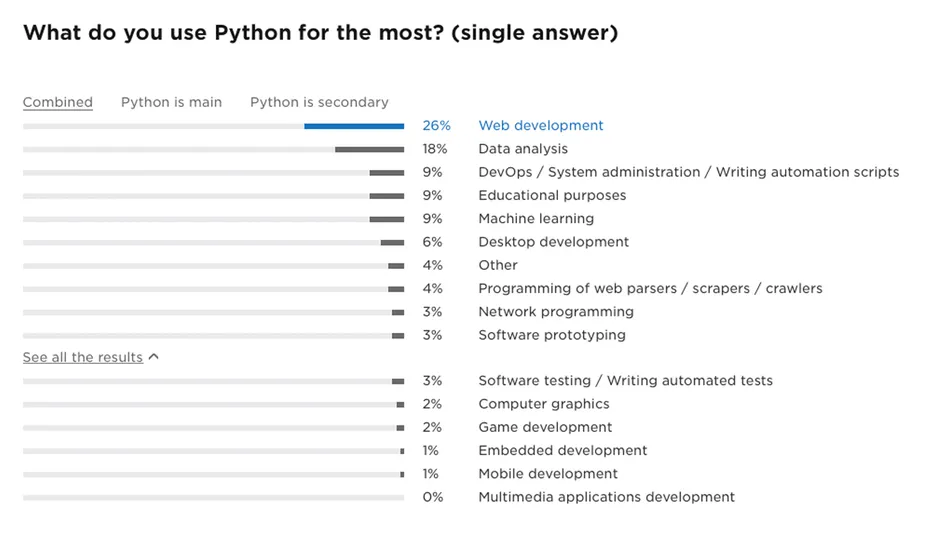 What do you use Python for the most? (single answer)
Combined Python is main Python is secondary
26% Web development
18% Data analysis
9% DevOps / System administration / Writing automation scripts
9% Educational purposes
9% Machine learning
6% Desktop development
4% Other
4% Programming of web parsers / scrapers / crawlers
3% Network programming
3% Software prototyping
See all the results
3% Software testing / Writing automated tests
2% Computer graphics
2% Game development
1% Embedded development
1% Mobile development
0% Multimedia applications development